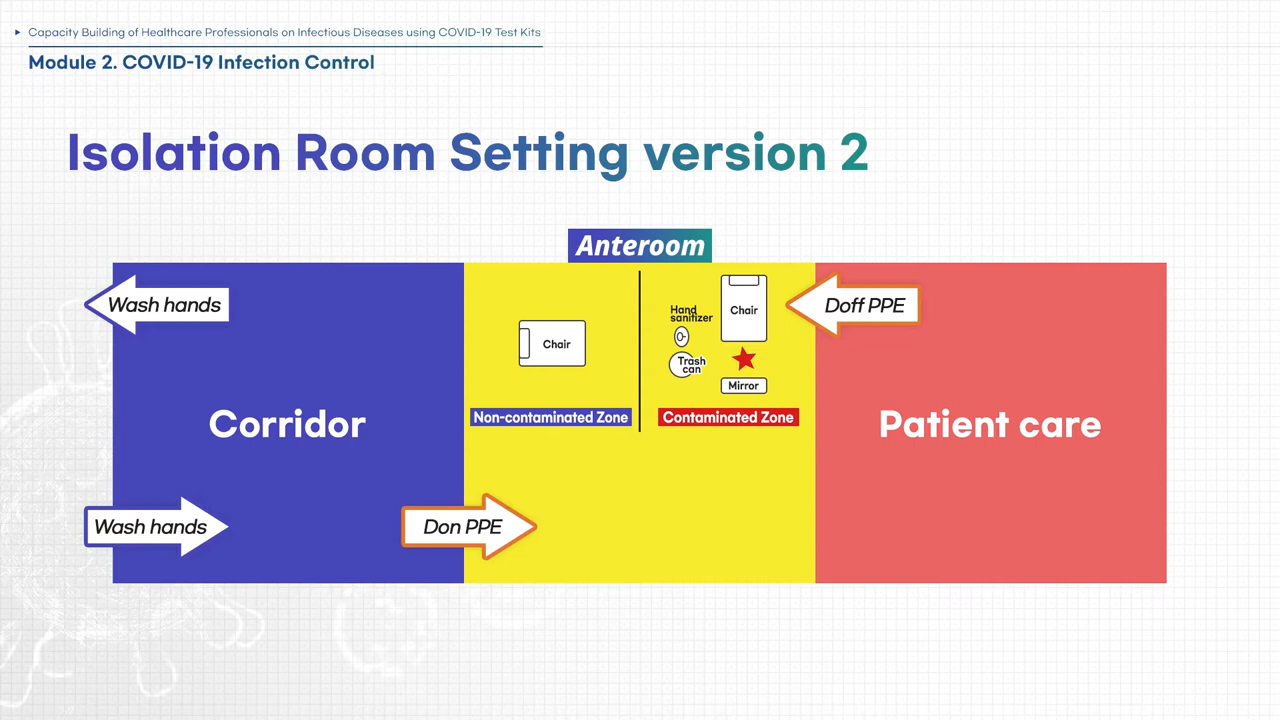 Capacity Building of Healthcare Professionals on Infectious Diseases using COVID-19 Test Kits
Module 2. COVID-19 Infection Control
Isolation Room Setting version 2
Anteroom
Wash hands
Hand
sanitizer
Chair
Doff PPE
Chair
Trash
can
Mirror
Non-contaminated Zone
Contaminated Zone
Corridor
Patient care
Wash hands
Don PPE